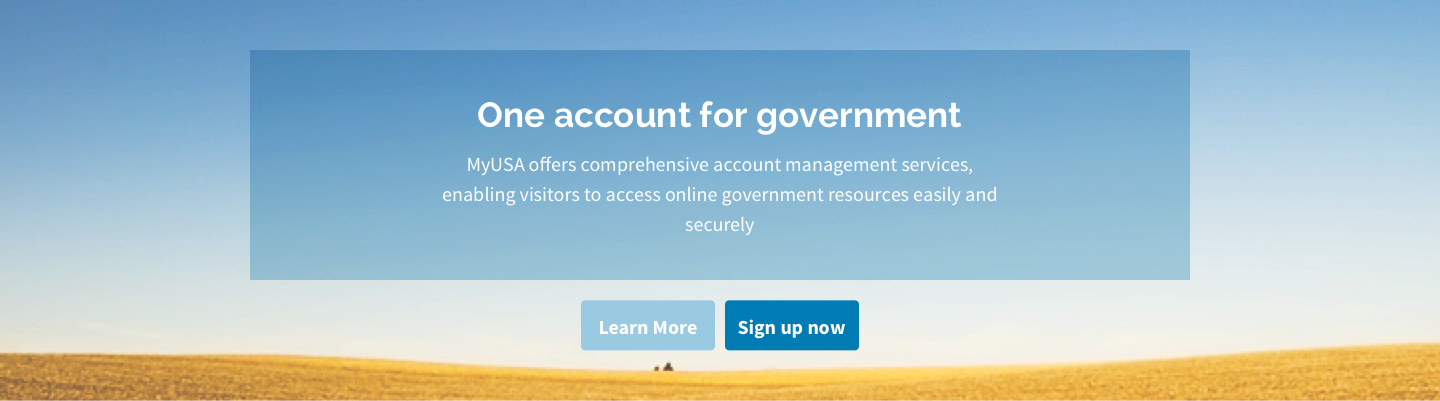 One account for government
MyUSA offers comprehensive account management services,
enabling visitors to access online government resources easily and
securely
Learn More
Sign up now